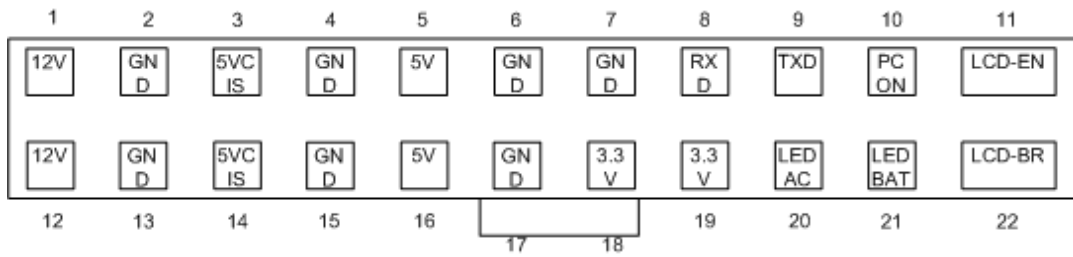 1 2 3 4 5 6 7 8 9 10 11
12V GN 5VC GN 5V GN GN RX TXD PC LCD-EN
D IS D D D D ON
12V GN 5VC GN 5V GN 3.3 3.3 LED LED LCD-BR
D IS D D V V AC BAT
12 13 14 15 16 17 18 19 20 21 22